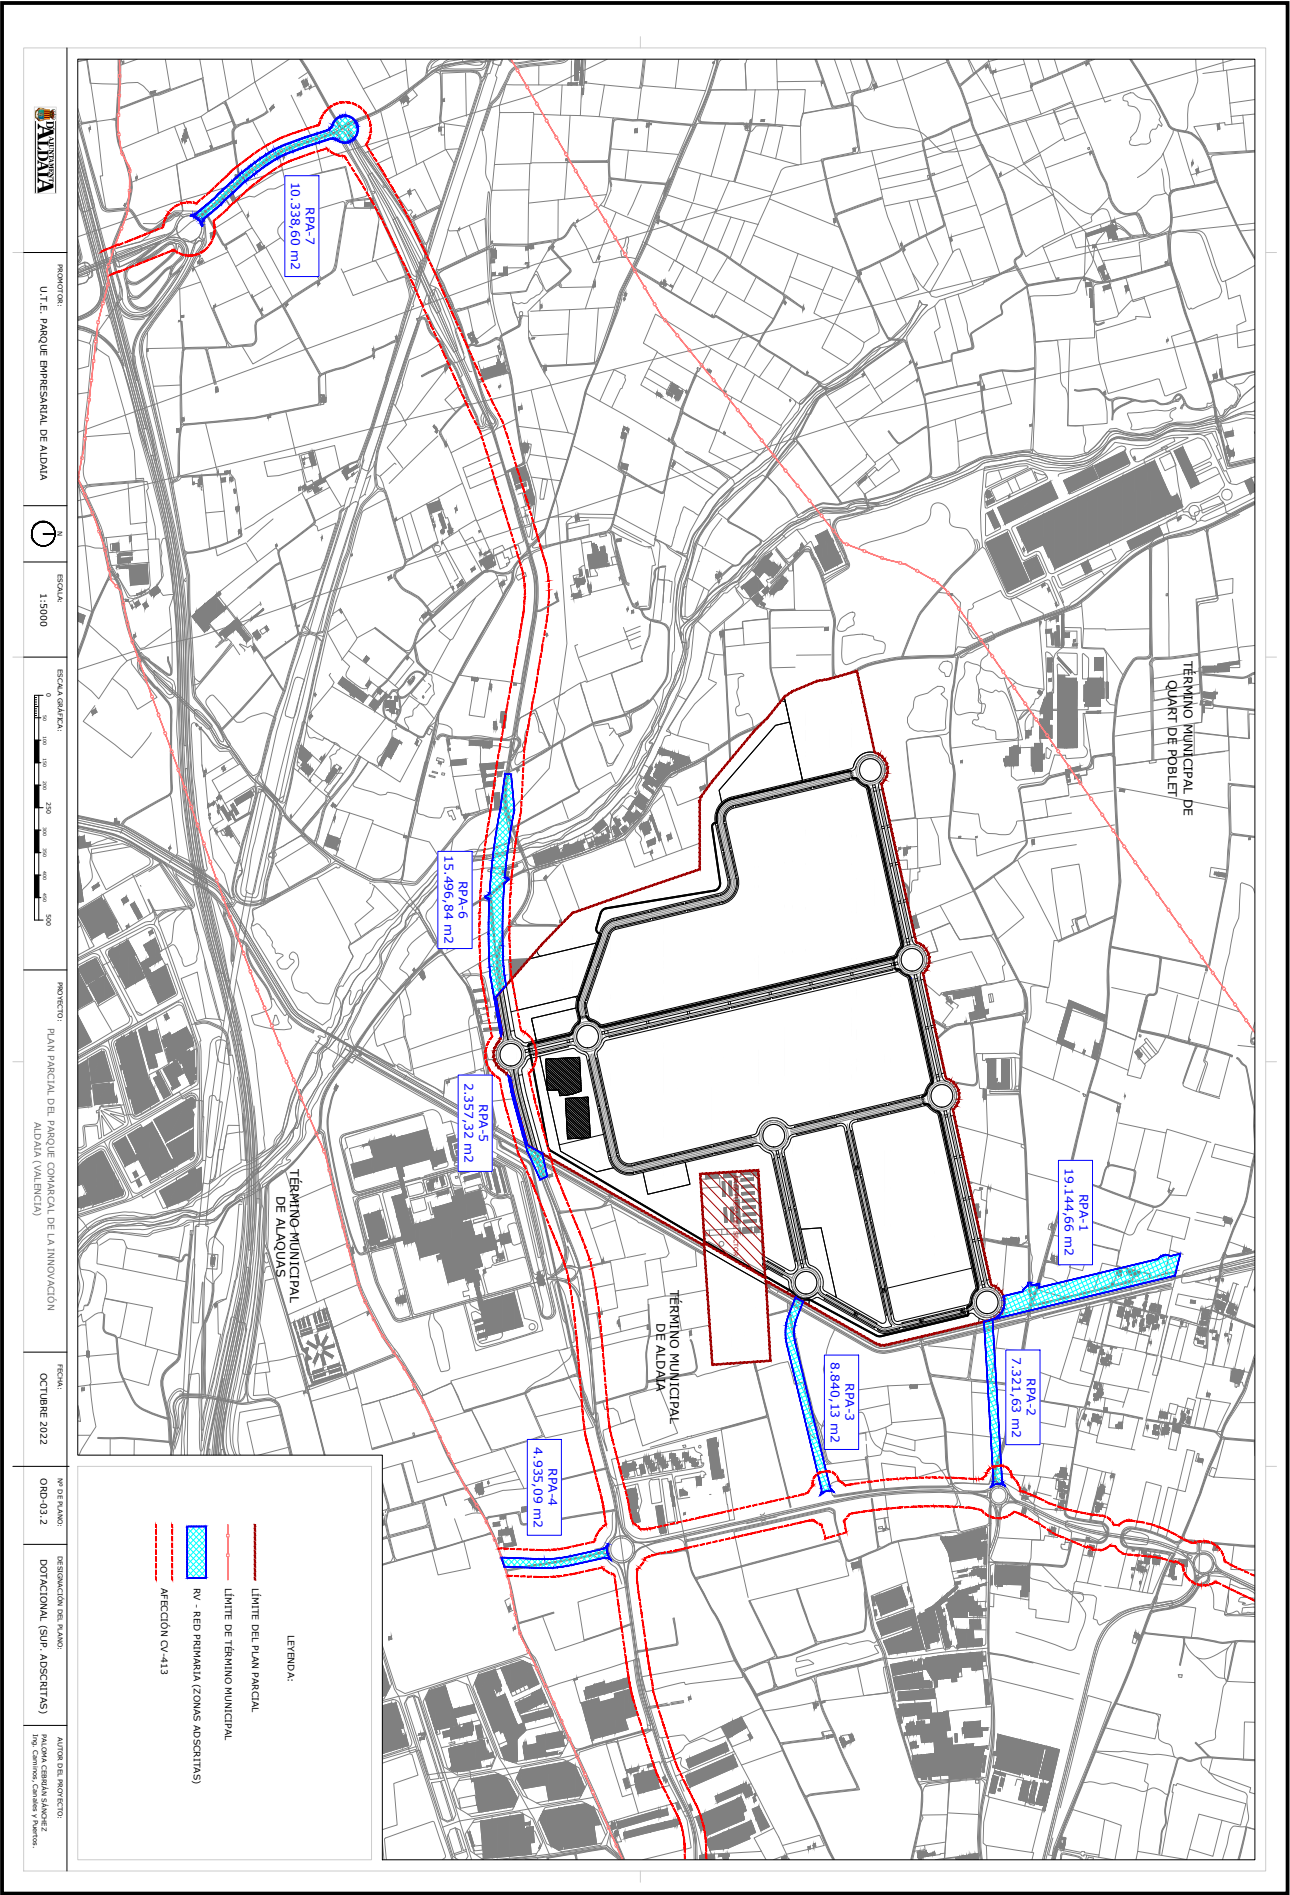 TÉRMINO MUNICIPAL DE
QUART DE POBLET
RPA-1
19.144,66 m2
RPA-2
7.321,63 m2
RPA-3
8.840,13 m2
TÉRMINO MUNICIPAL
DE ALDAIA
RPA-4
4.935,09 m2
RPA-5
2.357,32 m2
RPA-6
15.496,84 m2
RPA-7
10.338,60 m2
TÉRMINO MUNICIPAL
DE ALAQUAS
LEYENDA:
LÍMITE DEL PLAN PARCIAL
LÍMITE DE TÉRMINO MUNICIPAL
RV - RED PRIMARIA (ZONAS ADSCRITAS)
AFECCIÓN CV-413
AJUNTAMENT
D'ALDAIA
PROMOTOR:
U.T.E. PARQUE EMPRESARIAL DE ALDAIA
N
ESCALA:
1:5000
ESCALA GRÁFICA:
0 50 100 150 200 250 300 350 400 450 500
PROYECTO:
PLAN PARCIAL DEL PARQUE COMARCAL DE LA INNOVACIÓN
ALDAIA (VALENCIA)
FECHA:
OCTUBRE 2022
Nº DE PLANO:
ORD-03.2
DESIGNACIÓN DEL PLANO:
DOTACIONAL (SUP. ADSCRITAS)
AUTOR DEL PROYECTO:
PALOMA CEBRIÁN SÁNCHEZ
Ing. Caminos, Canales y Puertos.